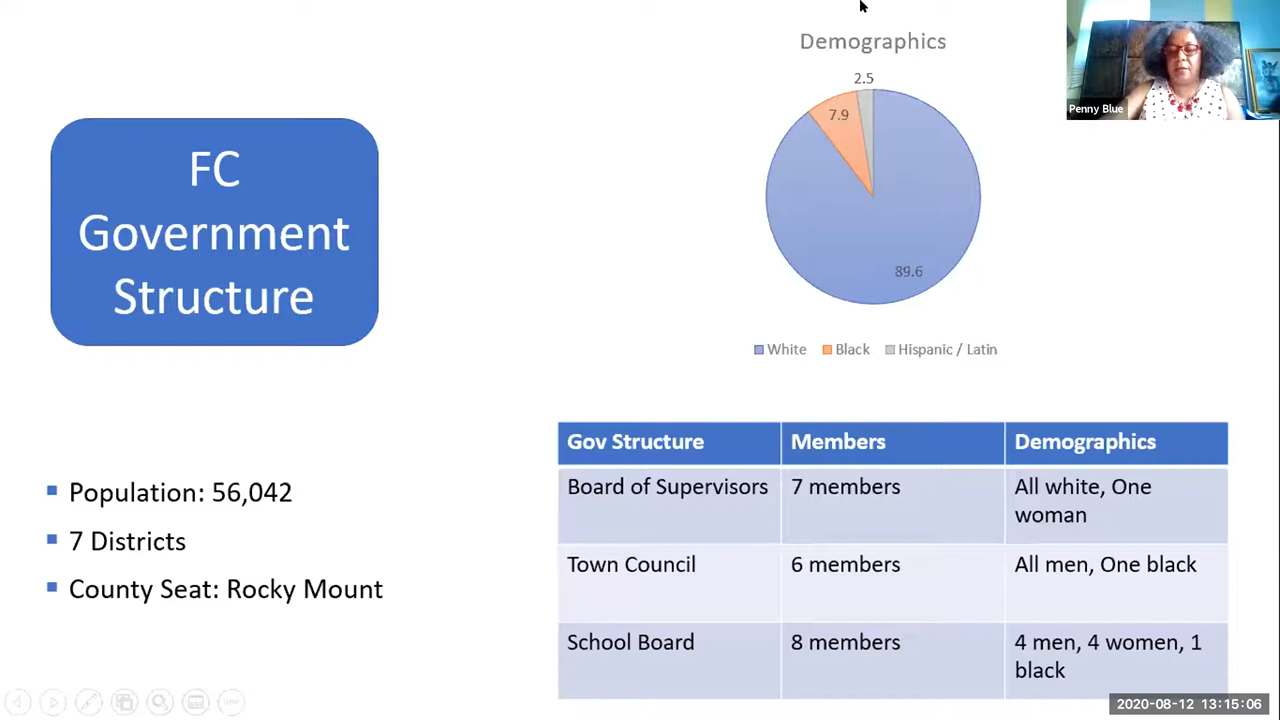 Demographics
2.5
7.9
89.6
White Black Hispanic / Latin
Penny Blue
FC
Government
Structure
Population: 56,042
7 Districts
County Seat: Rocky Mount
Gov Structure Members Demographics
Board of Supervisors 7 members All white, One
woman
Town Council 6 members All men, One black
School Board 8 members 4 men, 4 women, 1
black
2020-08-12 13:15:06